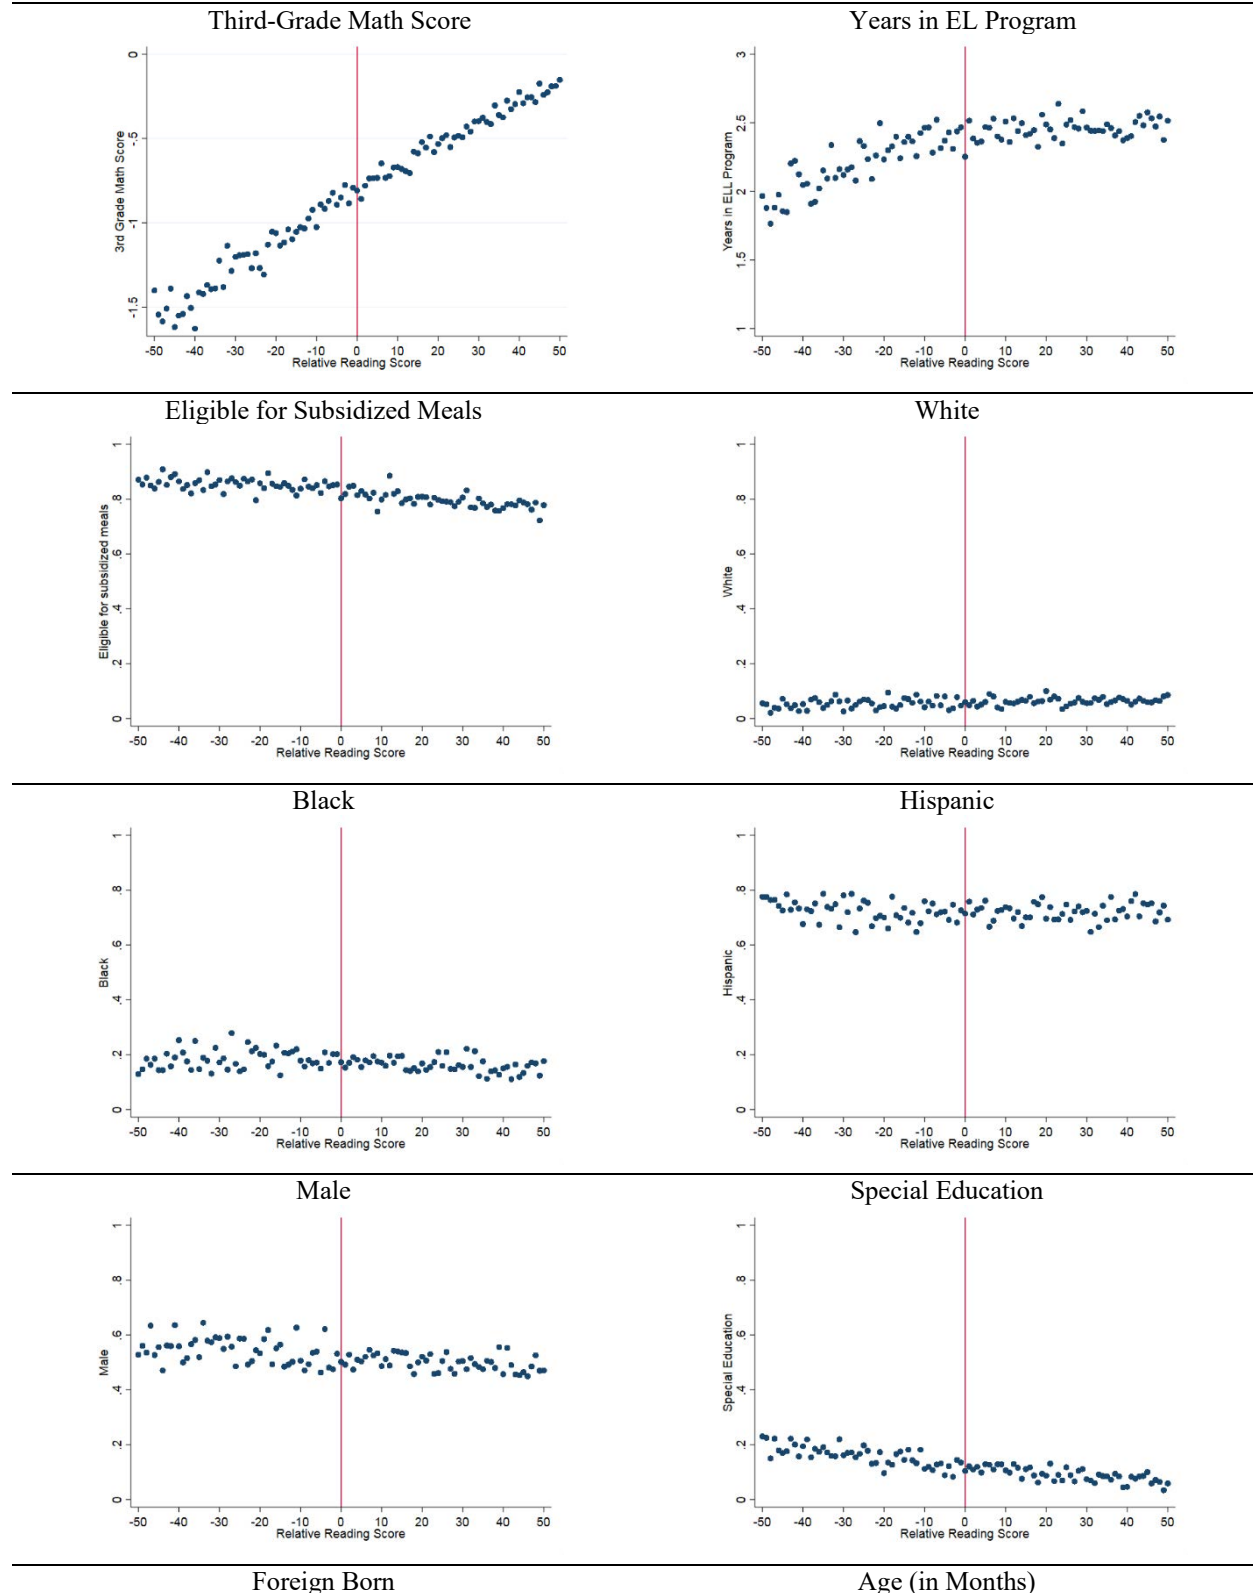 Third-Grade Math Score
Years in EL Program
0
-.5
-1
-1.5
3rd Grade Math Score
-50 -40 -30 -20 -10 0 10 20 30 40 50
Relative Reading Score
3
2.5
2
1.5
1
Years in ELL Program
-50 -40 -30 -20 -10 0 10 20 30 40 50
Relative Reading Score
Eligible for Subsidized Meals
White
1
.8
.6
.4
.2
0
Eligible for subsidized meals
-50 -40 -30 -20 -10 0 10 20 30 40 50
Relative Reading Score
1
.8
.6
.4
.2
0
White
-50 -40 -30 -20 -10 0 10 20 30 40 50
Relative Reading Score
Black
Hispanic
1
.8
.6
.4
.2
0
Black
-50 -40 -30 -20 -10 0 10 20 30 40 50
Relative Reading Score
1
.8
.6
.4
.2
0
Hispanic
-50 -40 -30 -20 -10 0 10 20 30 40 50
Relative Reading Score
Male
Special Education
1
.8
.6
.4
.2
0
Male
-50 -40 -30 -20 -10 0 10 20 30 40 50
Relative Reading Score
1
.8
.6
.4
.2
0
Special Education
-50 -40 -30 -20 -10 0 10 20 30 40 50
Relative Reading Score
Foreign Born
Age (in Months)